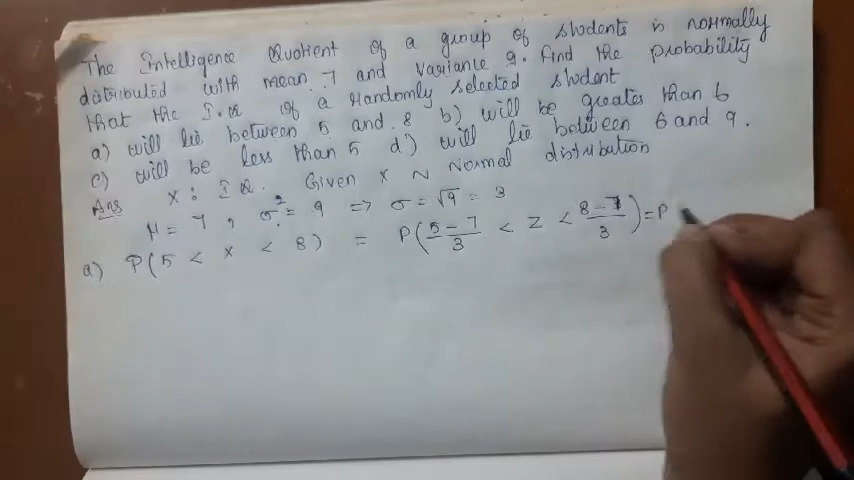 The Intelligence Quotient of a group of students is normally
distributed with mean 7 and Variance 9. Find the probability
that the I.Q of a randomly selected student
a) will lie between 5 and 8 b) will be greater than 6
c) will be less than 5 d) will lie between 6 and 9.
Ans X : I Q. Given X ~ Normal distribution
μ = 7, σ² = 9 => σ = √9 = 3
a) P(5 < X < 8) = P(5-7/3 < Z < 8-7/3) = P